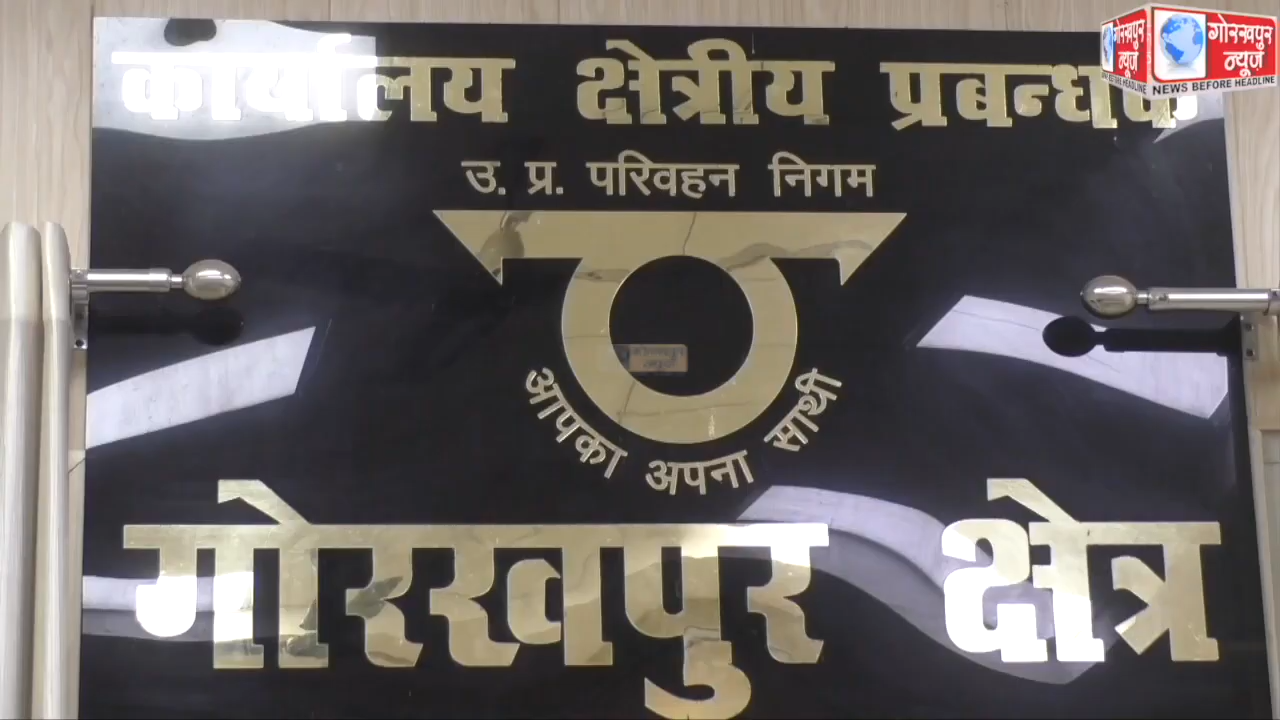 कार्यालय क्षेत्रीय प्रबन्धक
उ. प्र. परिवहन निगम
आपका अपना साथी
गोरखपुर क्षेत्र
गोरखपुर
न्यूज
NEWS BEFORE HEADLINE
गोरखपुर
न्यूज